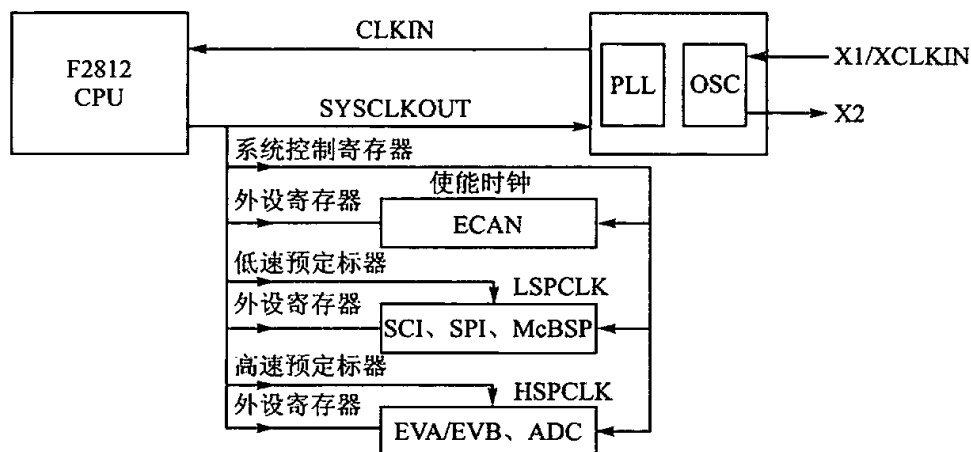 CLKIN
F2812
CPU
PLL
OSC
X1/XCLKIN
X2
SYSCLKOUT
系统控制寄存器
使能时钟
外设寄存器
ECAN
低速预定标器
LSPCLK
外设寄存器
SCI、SPI、McBSP
高速预定标器
HSPCLK
外设寄存器
EVA/EVB、ADC